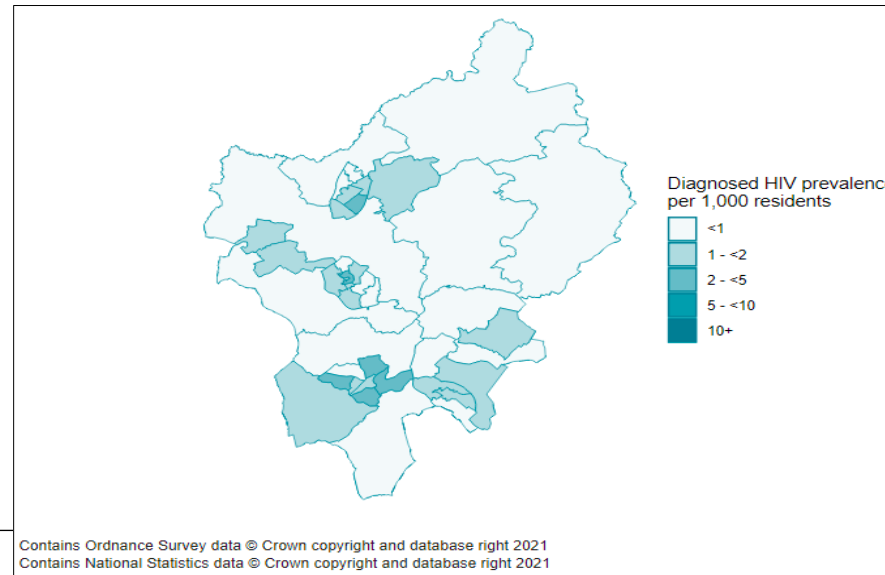 Diagnosed HIV prevalence
per 1,000 residents
<1
1 - <2
2 - <5
5 - <10
10+
Contains Ordnance Survey data © Crown copyright and database right 2021
Contains National Statistics data © Crown copyright and database right 2021